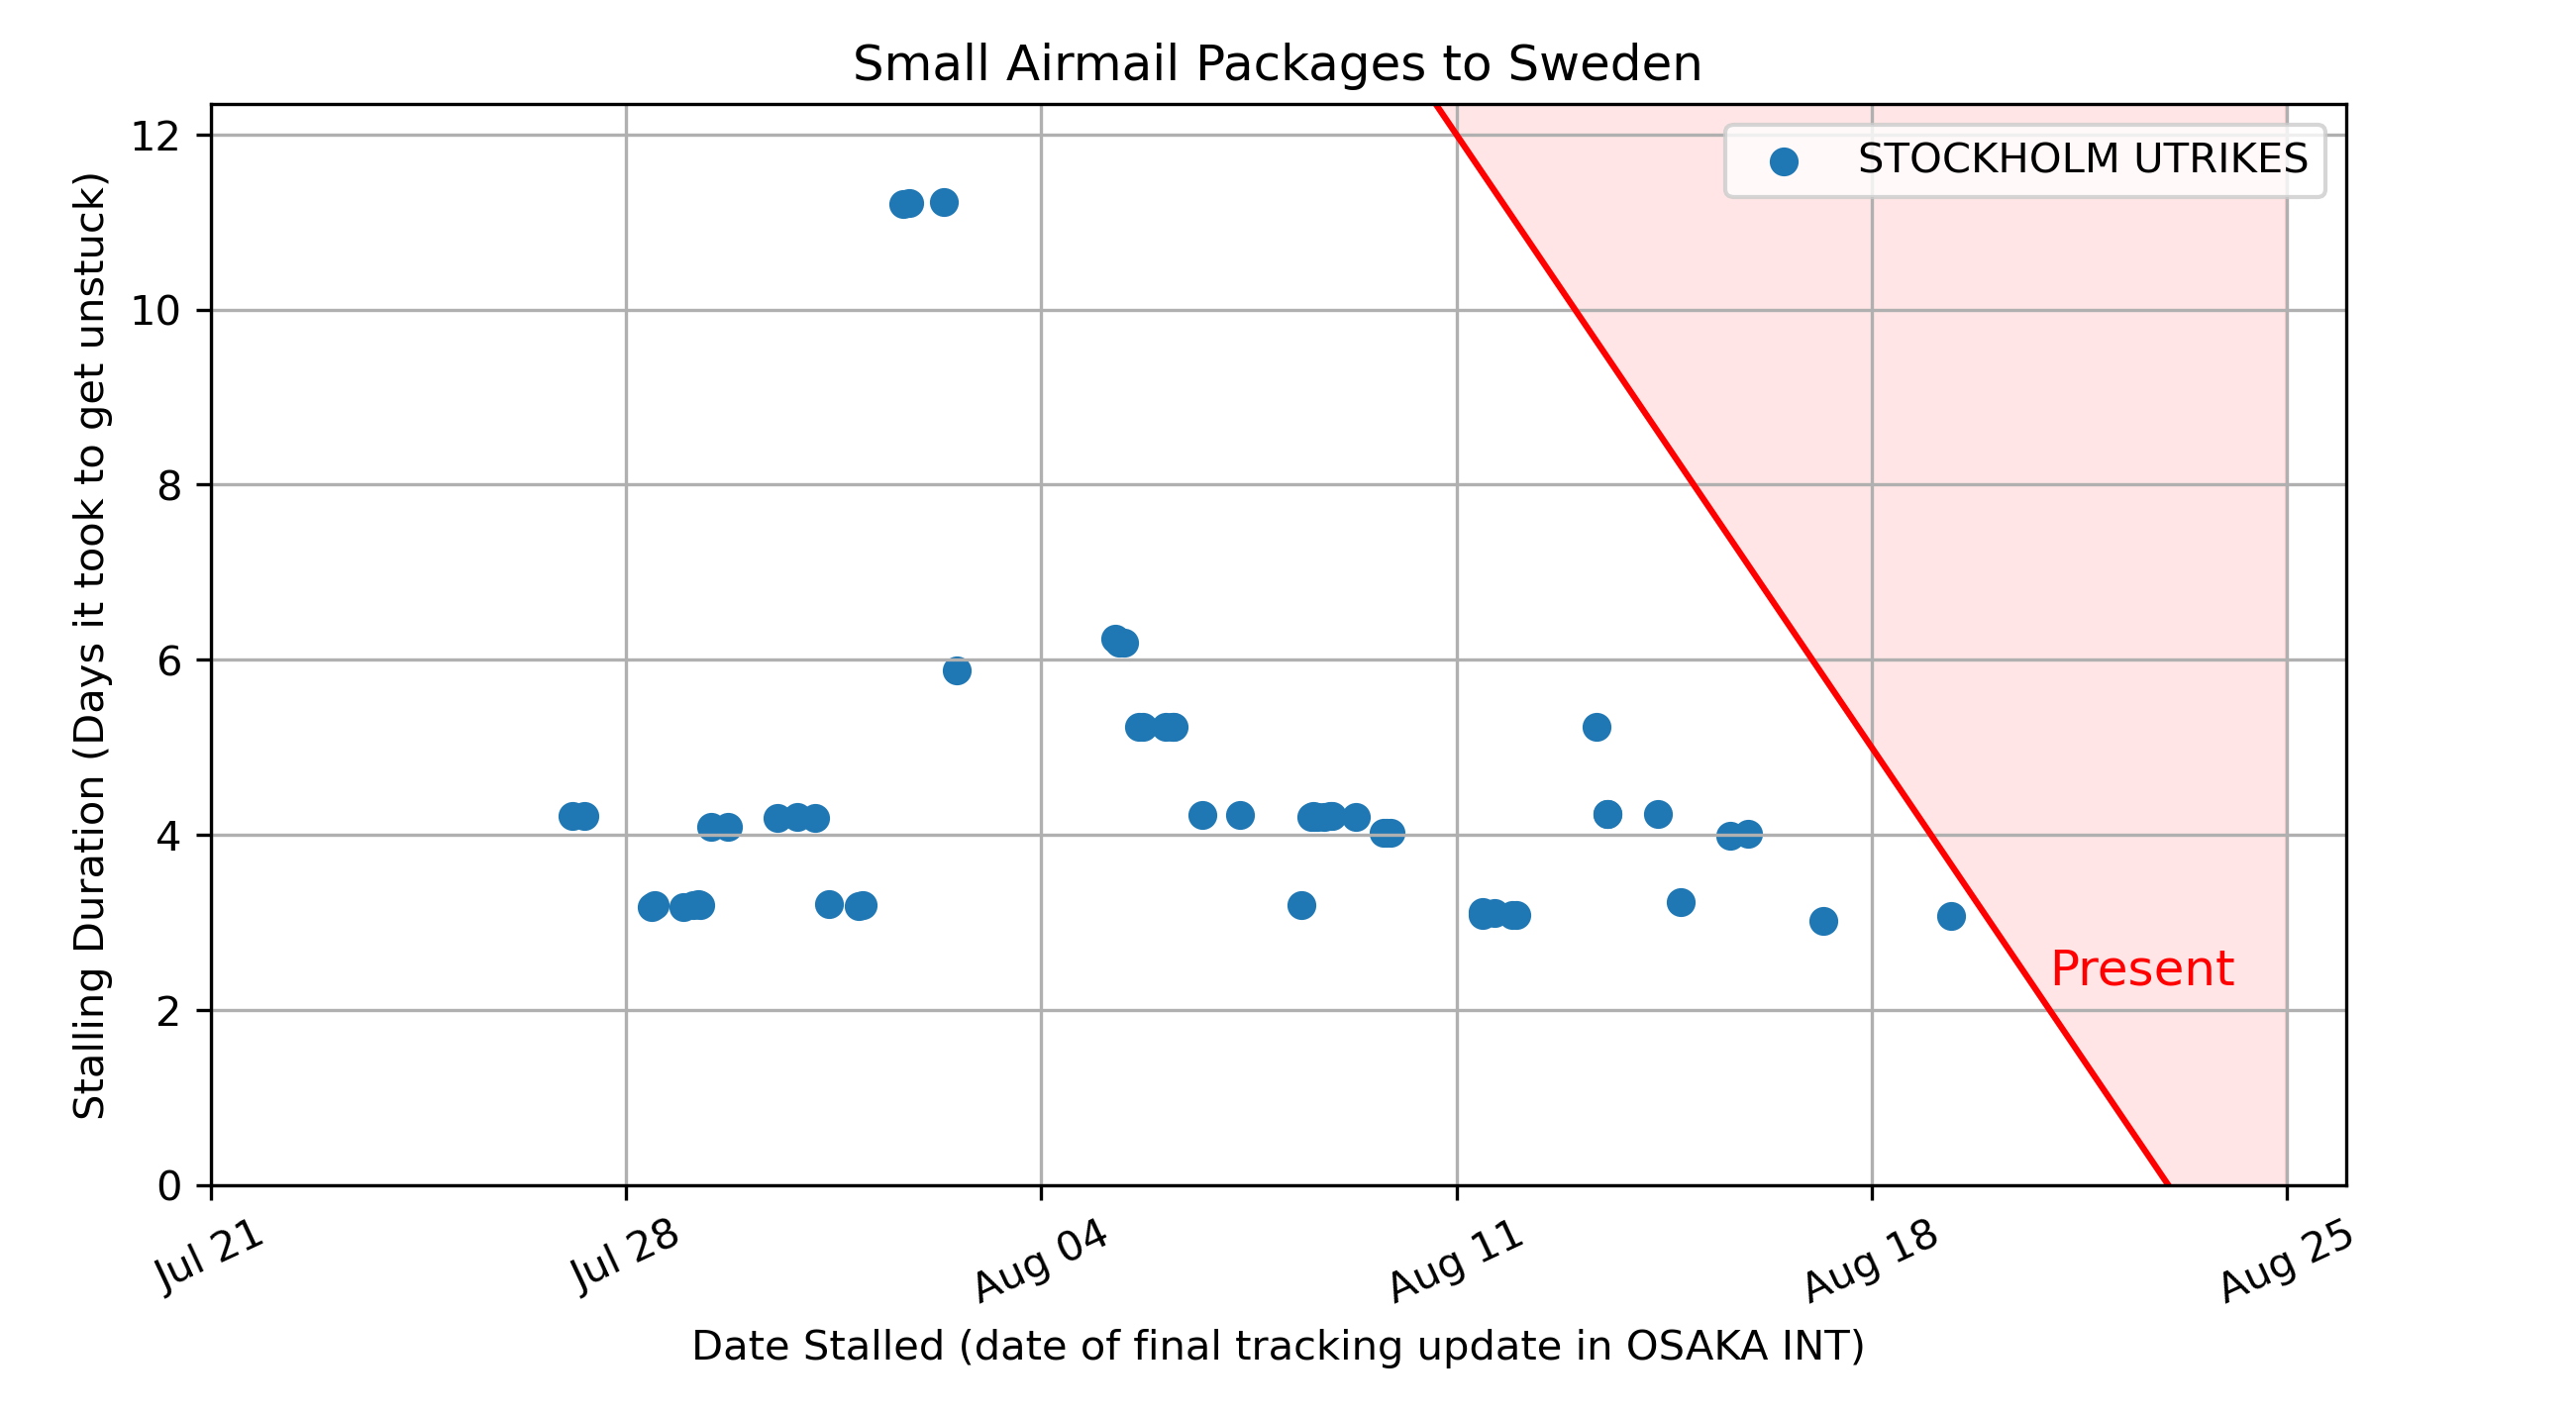 Small Airmail Packages to Sweden
Stalling Duration (Days it took to get unstuck)
12
10
8
6
4
2
0
STOCKHOLM UTRIKES
Present
Jul 21
Jul 28
Aug 04
Aug 11
Aug 18
Aug 25
Date Stalled (date of final tracking update in OSAKA INT)